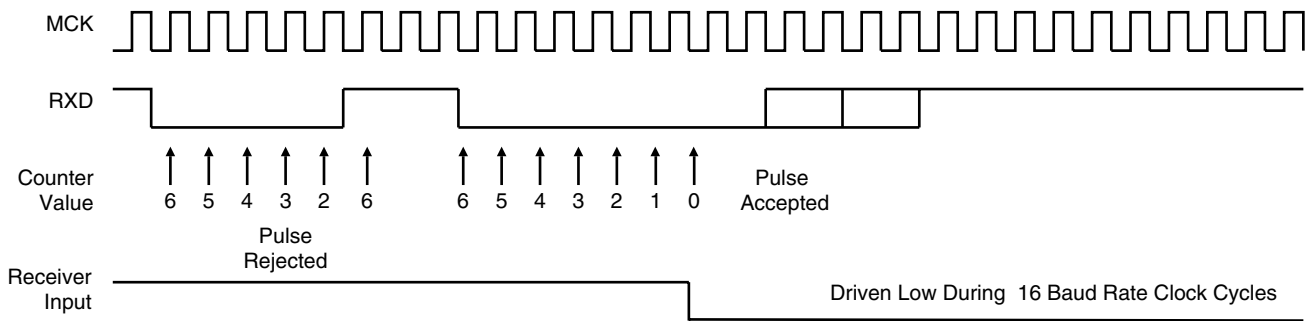 MCK
RXD
Counter
Value
6 5 4 3 2 6 6 5 4 3 2 1 0
Pulse
Accepted
Pulse
Rejected
Receiver
Input
Driven Low During 16 Baud Rate Clock Cycles